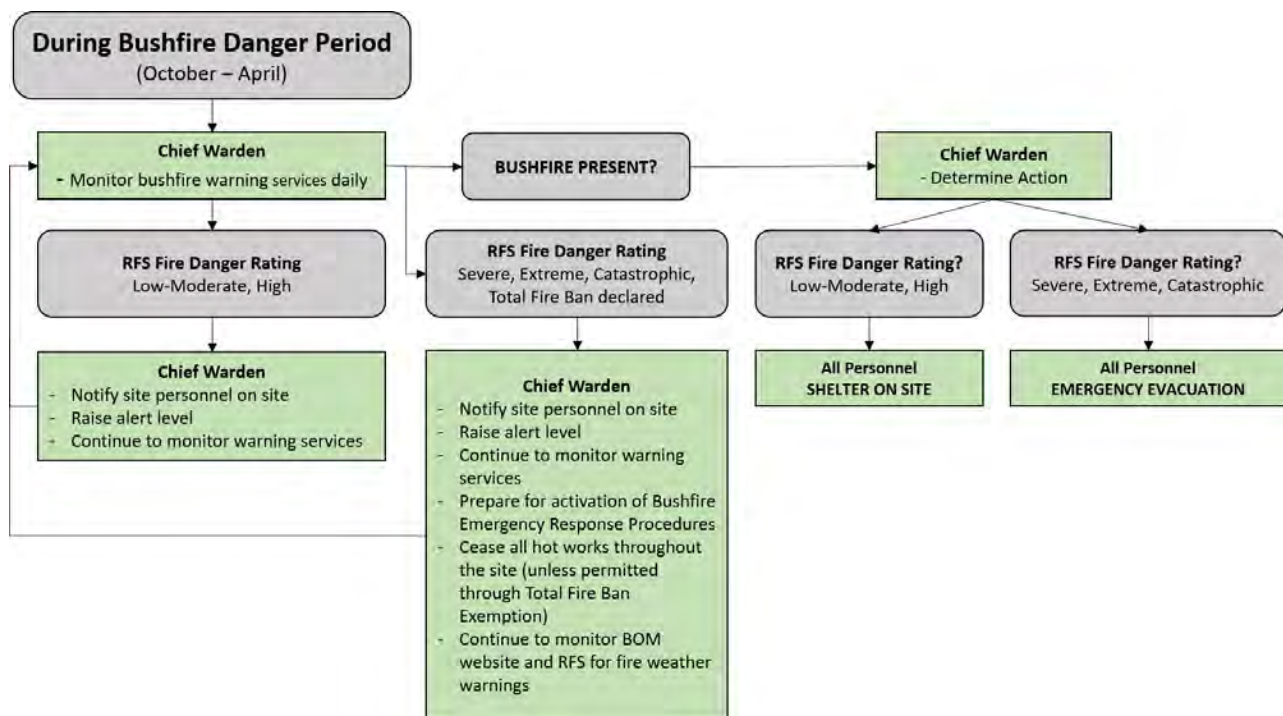 During Bushfire Danger Period
(October – April)
Chief Warden
- Monitor bushfire warning services daily
BUSHFIRE PRESENT?
Chief Warden
- Determine Action
RFS Fire Danger Rating
Low-Moderate, High
RFS Fire Danger Rating
Severe, Extreme, Catastrophic,
Total Fire Ban declared
RFS Fire Danger Rating?
Low-Moderate, High
RFS Fire Danger Rating?
Severe, Extreme, Catastrophic
Chief Warden
- Notify site personnel on site
- Raise alert level
- Continue to monitor warning services
Chief Warden
- Notify site personnel on site
- Raise alert level
- Continue to monitor warning
services
- Prepare for activation of Bushfire
Emergency Response Procedures
- Cease all hot works throughout
the site (unless permitted
through Total Fire Ban
Exemption)
- Continue to monitor BOM
website and RFS for fire weather
warnings
All Personnel
SHELTER ON SITE
All Personnel
EMERGENCY EVACUATION